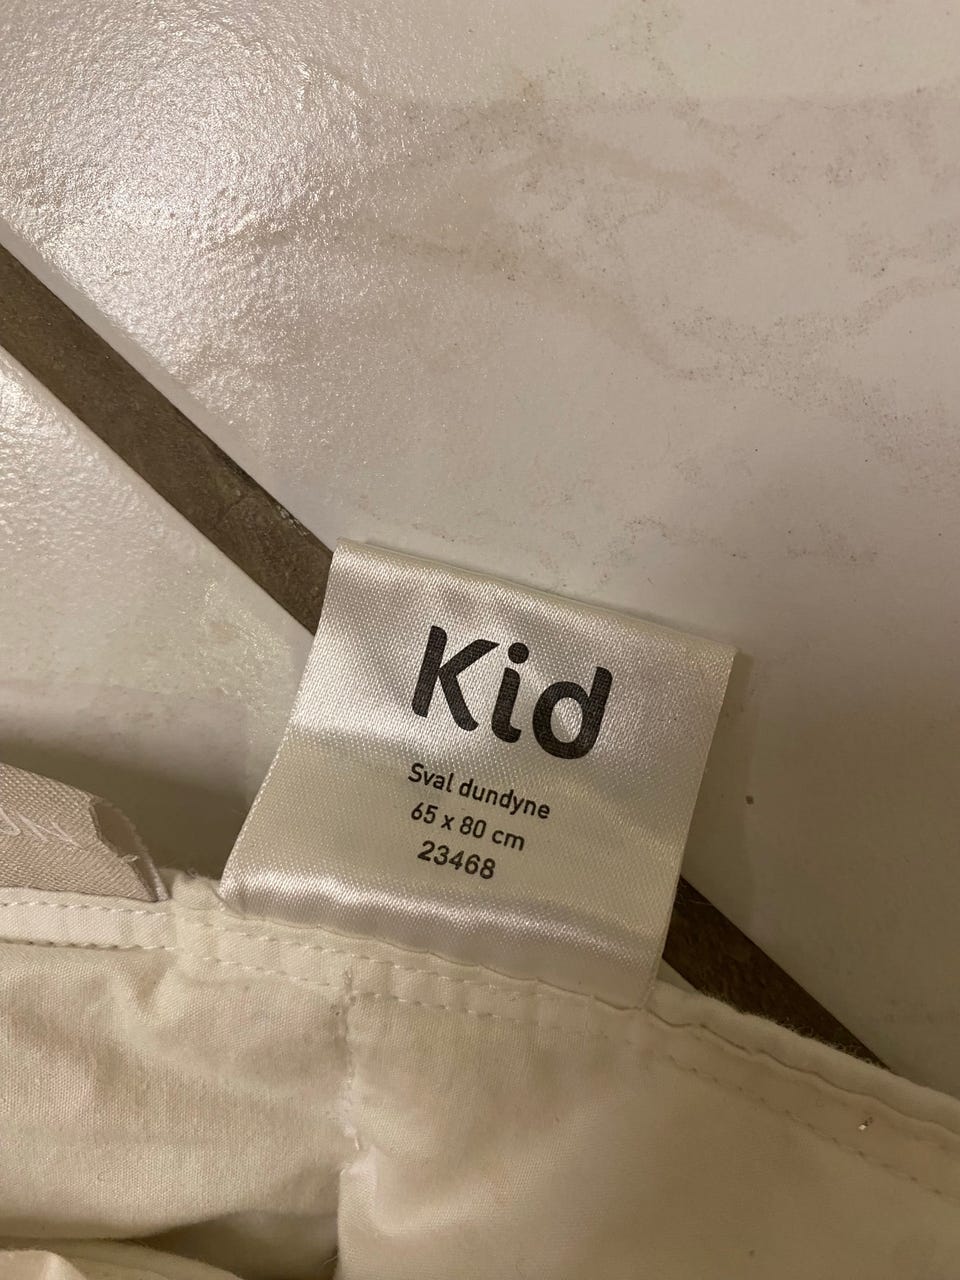 Kid
Sval dundyne
65 x 80 cm
23468